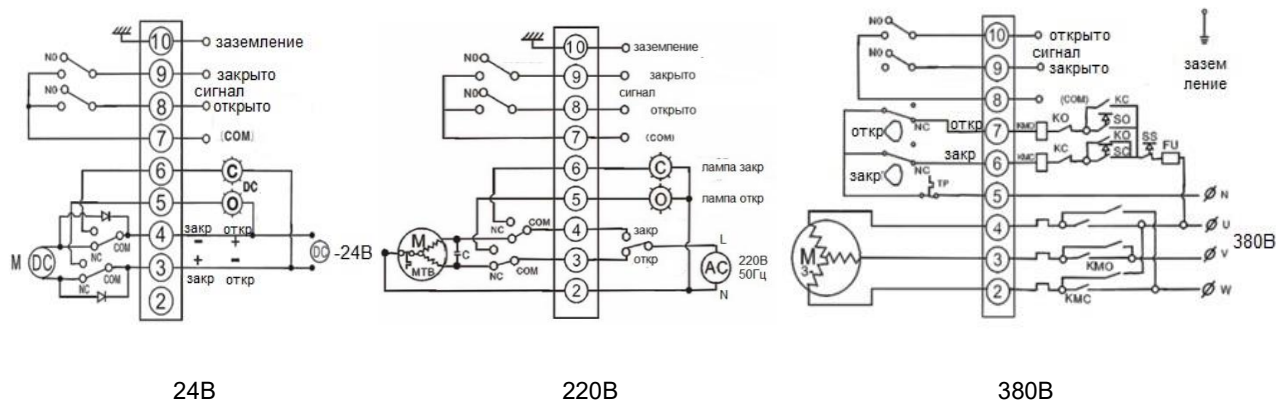 10 заземление
NO 9 закрыто
сигнал
NO 8 открыто
7 (COM)
6 C
DC
5 O
COM 4 закр откр
NC - +
M DC DC -24В
COM 3 + -
NC закр откр
2
24В
10 заземление
NO 9 закрыто
сигнал
NO 8 открыто
7 (COM)
6 C лампа закр
5 O лампа откр
NC COM 4 закр L
M C
MTB 3 откр AC 220В
NC COM 50Гц
2 N
220В
NO 10 открыто
сигнал
NO 9 закрыто
зазем
ление
8 (COM) KC
откр NC откр 7 KMO KO SO
KO SS
закр NC закр 6 KMC KC SC FU
TP 5 N
4 U
M 3 3 KMO V 380В
2 KMC W
380В